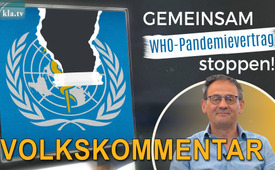 kla.tv
GEMEINSAM
WHO-Pandemievertrag
stoppen!
VOLKSKOMMENTAR